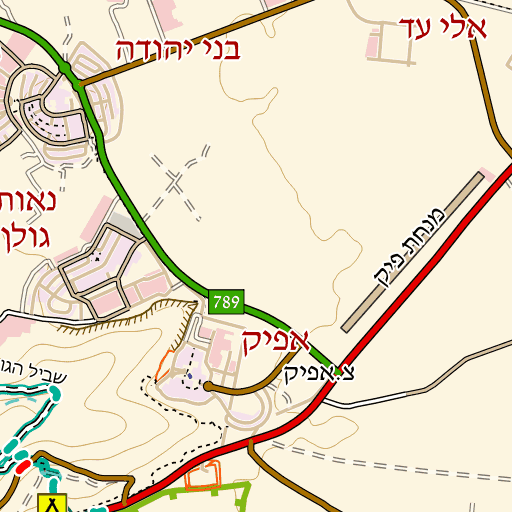 אלי עד
בני יהודה
נאות
גולן
מנחת פיק
789
אפיק
צ. אפיק
שביל הגו